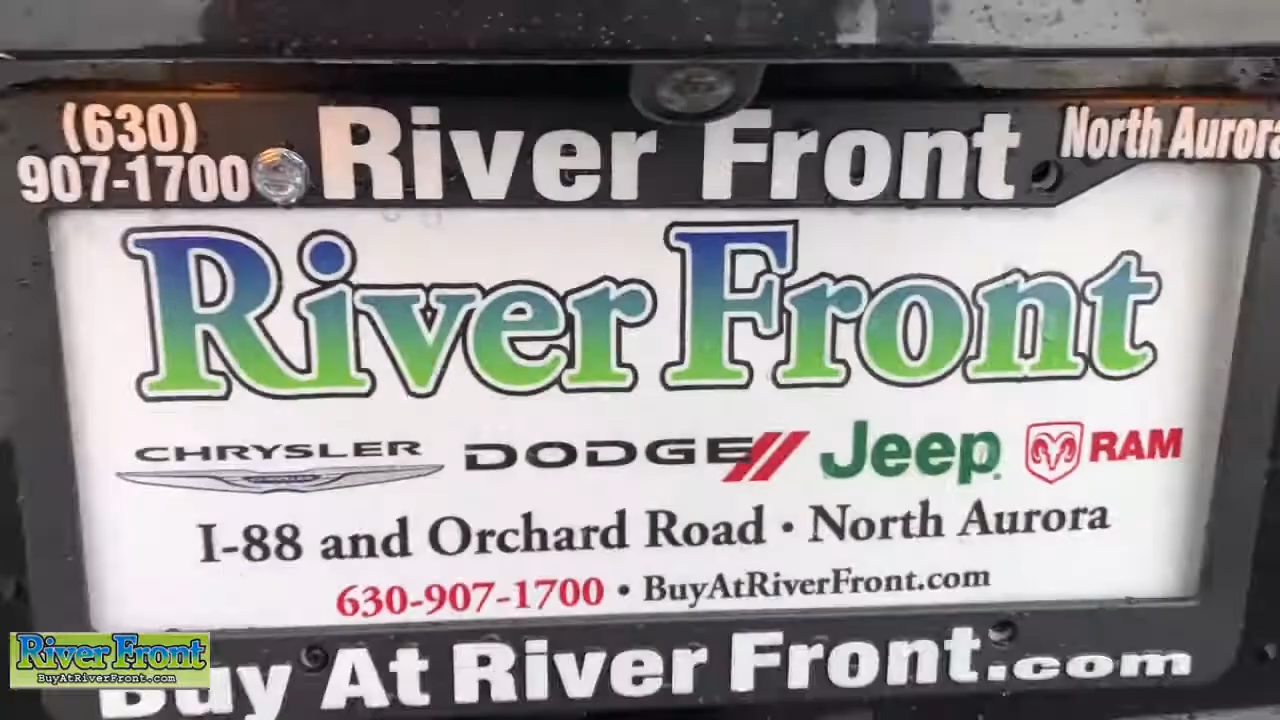 (630)
907-1700
River Front
North Aurora
River Front
CHRYSLER DODGE Jeep RAM
I-88 and Orchard Road · North Aurora
630-907-1700 · BuyAtRiverFront.com
Buy At River Front.com
River Front
BuyAtRiverFront.com